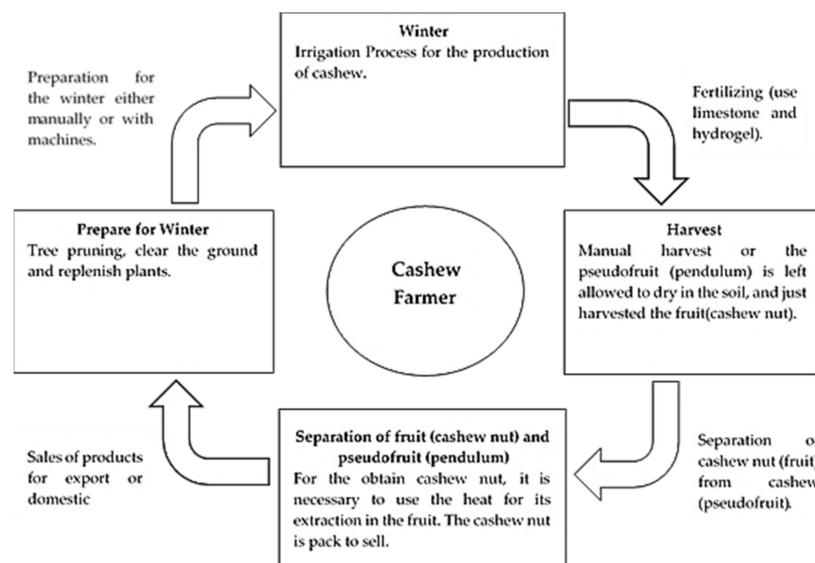 Winter
Irrigation Process for the production
of cashew.
Preparation for
the winter either
manually or with
machines.
Fertilizing (use
limestone and
hydrogel).
Prepare for Winter
Tree pruning, clear the ground
and replenish plants.
Cashew
Farmer
Harvest
Manual harvest or the
pseudofruit (pendulum) is left
allowed to dry in the soil, and just
harvested the fruit(cashew nut).
Sales of products
for export or
domestic
Separation of fruit (cashew nut) and
pseudofruit (pendulum)
For the obtain cashew nut, it is
necessary to use the heat for its
extraction in the fruit. The cashew nut
is pack to sell.
Separation o
cashew nut (fruit)
from cashew
(pseudofruit).